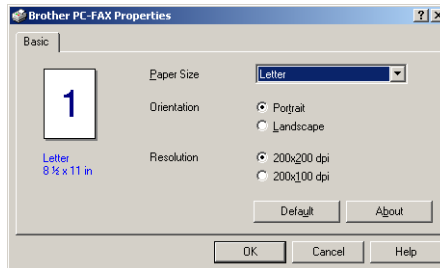 Brother PC-FAX Properties
Basic
1
Letter
8 ½ x 11 in
Paper Size
Letter
Orientation
Portrait
Landscape
Resolution
200x200 dpi
200x100 dpi
Default
About
OK
Cancel
Help